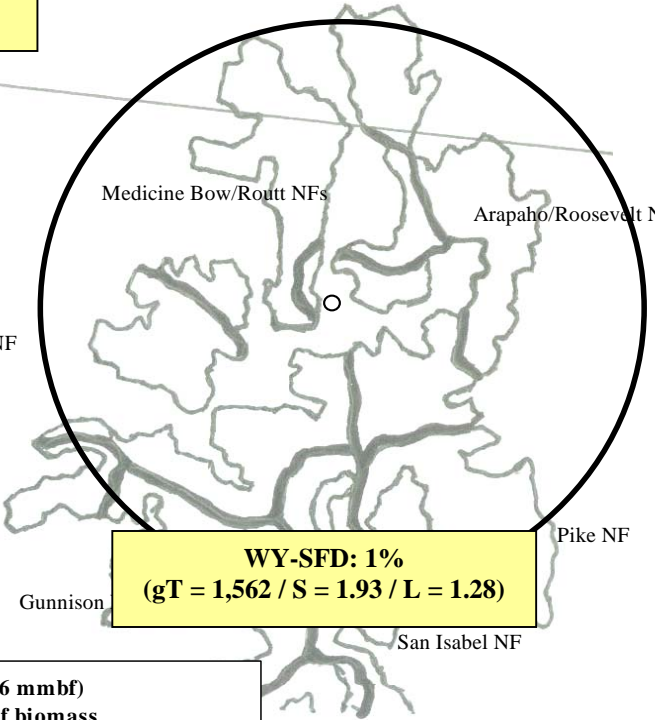 Medicine Bow/Routt NFs
Arapaho/Roosevelt N
NF
Pike NF
WY-SFD: 1%
(gT = 1,562 / S = 1.93 / L = 1.28)
Gunnison
San Isabel NF
6 mmbf)
f biomass